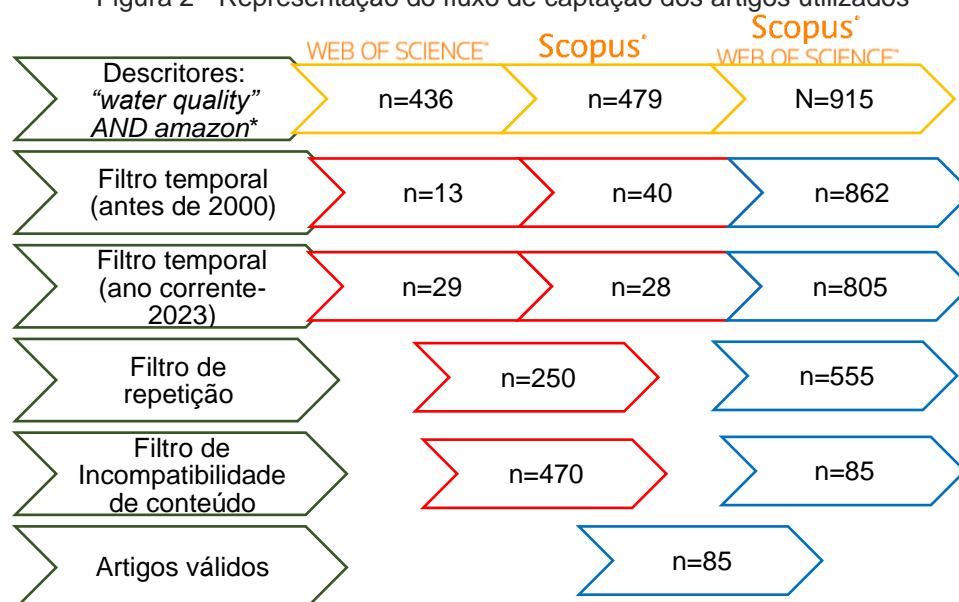 Figura 2 - Representação do fluxo de captação dos artigos utilizados
WEB OF SCIENCE™
Scopus®
Scopus®
WEB OF SCIENCE™
Descritores:
“water quality”
AND amazon*
n=436
n=479
N=915
Filtro temporal
(antes de 2000)
n=13
n=40
n=862
Filtro temporal
(ano corrente-
2023)
n=29
n=28
n=805
Filtro de
repetição
n=250
n=555
Filtro de
Incompatibilidade
de conteúdo
n=470
n=85
Artigos válidos
n=85